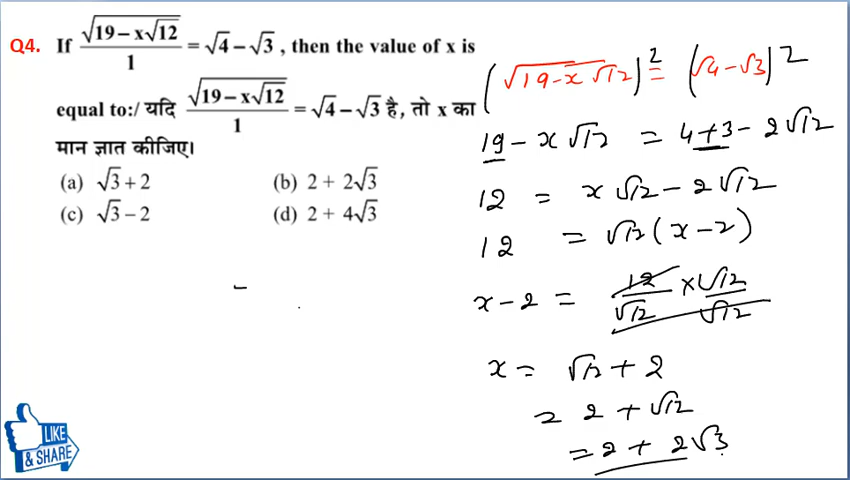 Q4. If √(19 – x√12) / 1 = √4 – √3 , then the value of x is
equal to:/ यदि √(19 – x√12) / 1 = √4 – √3 है, तो x का
मान ज्ञात कीजिए।
(a) √3 + 2 (b) 2 + 2√3
(c) √3 – 2 (d) 2 + 4√3
(√(19 – x√12))² = (√4 – √3)²
19 – x√12 = 4 + 3 – 2√12
12 = x√12 – 2√12
12 = √12 (x – 2)
x – 2 = 12/√12 × √12/√12
x = √12 + 2
= 2 + √12
= 2 + 2√3
LIKE
& SHARE